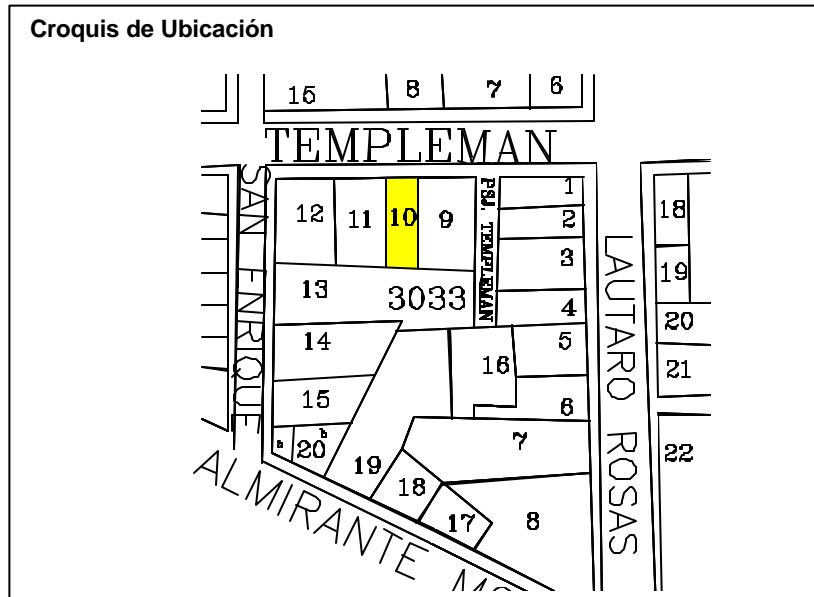 Croquis de Ubicación
15 8 7 6
TEMPLEMAN
SAN ENRIQUE
12 11 10 9
PSJ. TEMPLEMAN
1
2
3
4
5
6
13
3033
14
15
16
20
a
b
19
18
17
7
8
LAUTARO ROSAS
18
19
20
21
22
ALMIRANTE